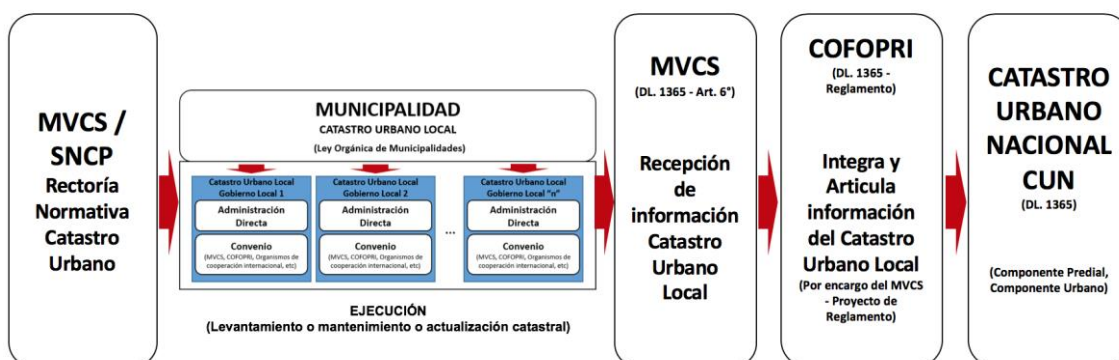 MVCS /
SNCP
Rectoría
Normativa
Catastro
Urbano
MUNICIPALIDAD
CATASTRO URBANO LOCAL
(Ley Orgánica de Municipalidades)
Catastro Urbano Local
Gobierno Local 1
Administración
Directa
Convenio
(MVCS, COFOPRI, Organismos de
cooperación internacional, etc)
Catastro Urbano Local
Gobierno Local 2
Administración
Directa
Convenio
(MVCS, COFOPRI, Organismos de
cooperación internacional, etc)
...
Catastro Urbano Local
Gobierno Local "n"
Administración
Directa
Convenio
(MVCS, COFOPRI, Organismos de
cooperación internacional, etc)
EJECUCIÓN
(Levantamiento o mantenimiento o actualización catastral)
MVCS
(DL. 1365 - Art. 6°)
Recepción
de
información
Catastro
Urbano
Local
COFOPRI
(DL. 1365 -
Reglamento)
Integra y
Articula
información
del Catastro
Urbano Local
(Por encargo del MVCS
- Proyecto de
Reglamento)
CATASTRO
URBANO
NACIONAL
CUN
(DL. 1365)
(Componente Predial,
Componente Urbano)